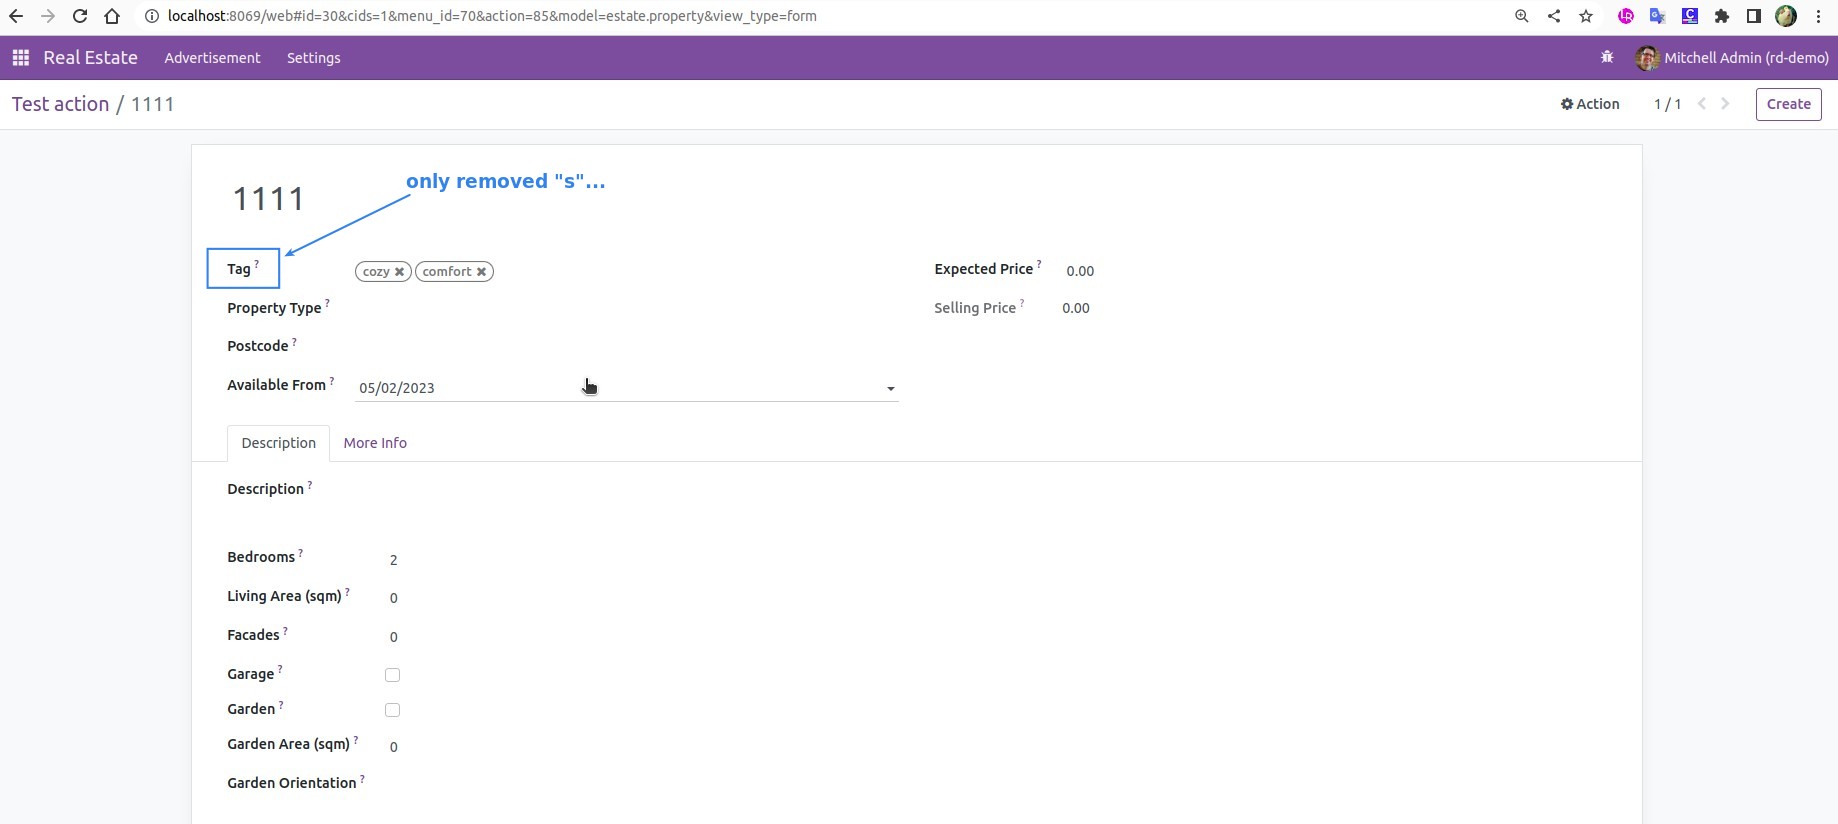 localhost:8069/web#id=30&cids=1&menu_id=70&action=85&model=estate.property&view_type=form
Real Estate Advertisement Settings Mitchell Admin (rd-demo)
Test action / 1111 Action 1 / 1 Create
only removed "s"...
1111
Tag ? cozy comfort Expected Price ? 0.00
Property Type ? Selling Price ? 0.00
Postcode ?
Available From ? 05/02/2023
Description More Info
Description ?
Bedrooms ? 2
Living Area (sqm) ? 0
Facades ? 0
Garage ?
Garden ?
Garden Area (sqm) ? 0
Garden Orientation ?